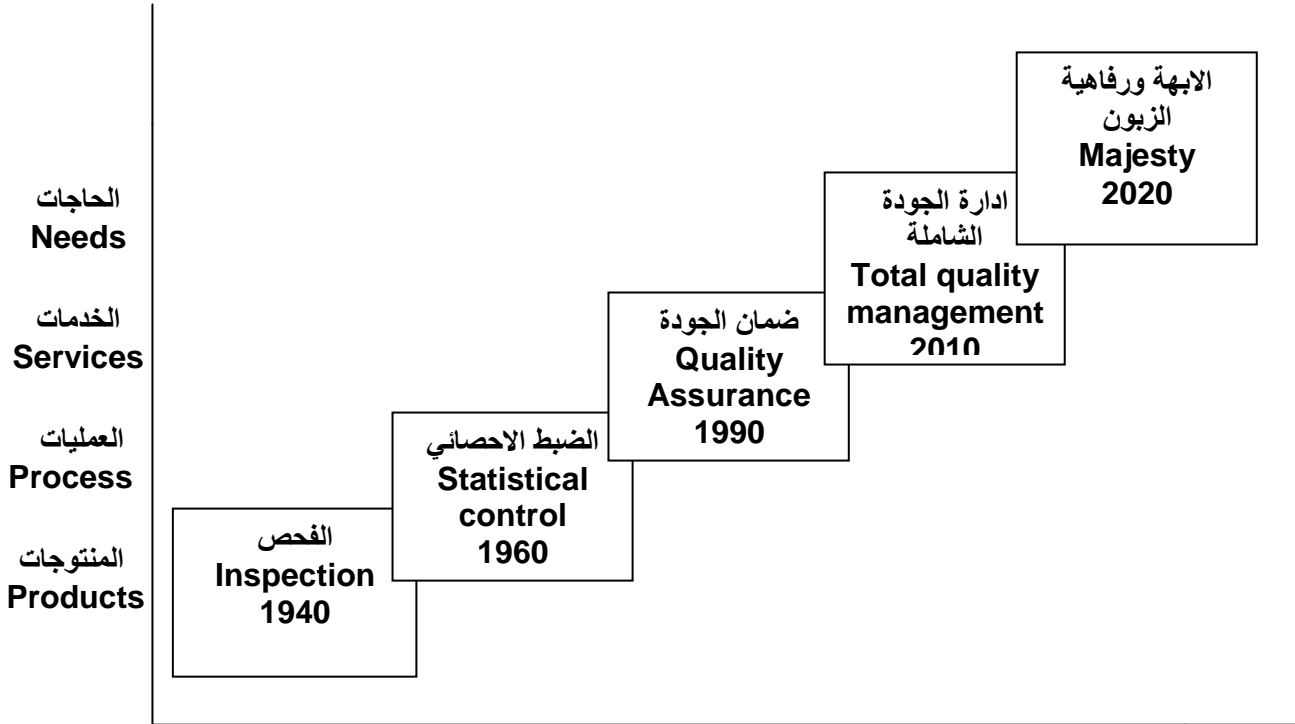 الابهة ورفاهية
الزبون
Majesty
2020
ادارة الجودة
الشاملة
Total quality
management
2010
ضمان الجودة
Quality
Assurance
1990
الضبط الاحصائي
Statistical
control
1960
الفحص
Inspection
1940
الحاجات
Needs
الخدمات
Services
العمليات
Process
المنتوجات
Products